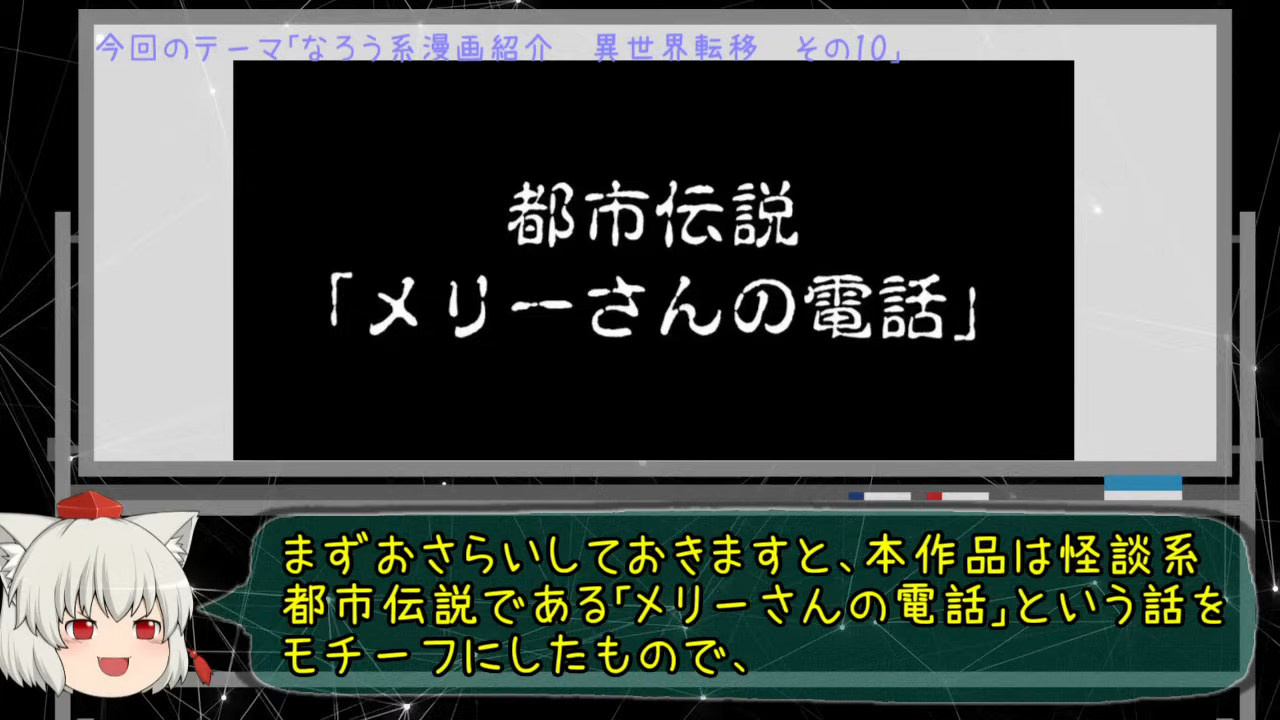 今回のテーマ「なろう系漫画紹介　異世界転移　その10」
都市伝説
「メリーさんの電話」
まずおさらいしておきますと、本作品は怪談系
都市伝説である「メリーさんの電話」という話を
モチーフにしたもので、